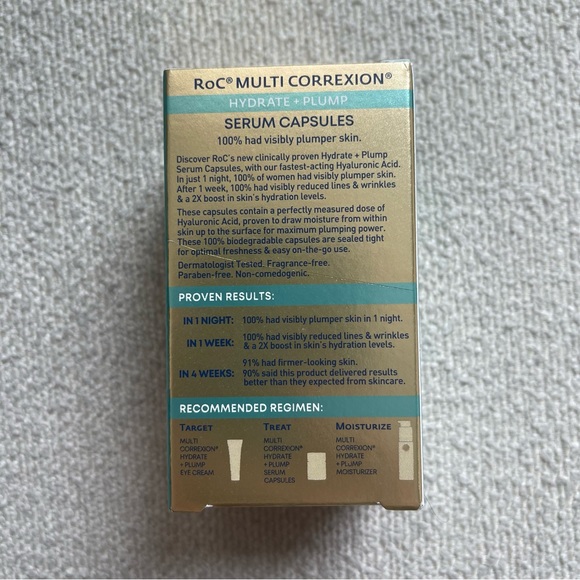 RoC® MULTI CORREXION®
HYDRATE + PLUMP
SERUM CAPSULES
100% had visibly plumper skin.
Discover RoC's new clinically proven Hydrate + Plump
Serum Capsules, with our fastest-acting Hyaluronic Acid.
In just 1 night, 100% of women had visibly plumper skin.
After 1 week, 100% had visibly reduced lines & wrinkles
& a 2X boost in skin's hydration levels.
These capsules contain a perfectly measured dose of
Hyaluronic Acid, proven to draw moisture from within
skin up to the surface for maximum plumping power.
These 100% biodegradable capsules are sealed tight
for optimal freshness & easy on-the-go use.
Dermatologist Tested. Fragrance-free.
Paraben-free. Non-comedogenic.
PROVEN RESULTS:
IN 1 NIGHT: 100% had visibly plumper skin in 1 night.
IN 1 WEEK: 100% had visibly reduced lines & wrinkles
& a 2X boost in skin's hydration levels.
IN 4 WEEKS: 91% had firmer-looking skin.
90% said this product delivered results
better than they expected from skincare.
RECOMMENDED REGIMEN:
TARGET
MULTI
CORREXION®
HYDRATE
+ PLUMP
EYE CREAM
TREAT
MULTI
CORREXION®
HYDRATE
+ PLUMP
SERUM
CAPSULES
MOISTURIZE
MULTI
CORREXION®
HYDRATE
+ PLUMP
MOISTURIZER